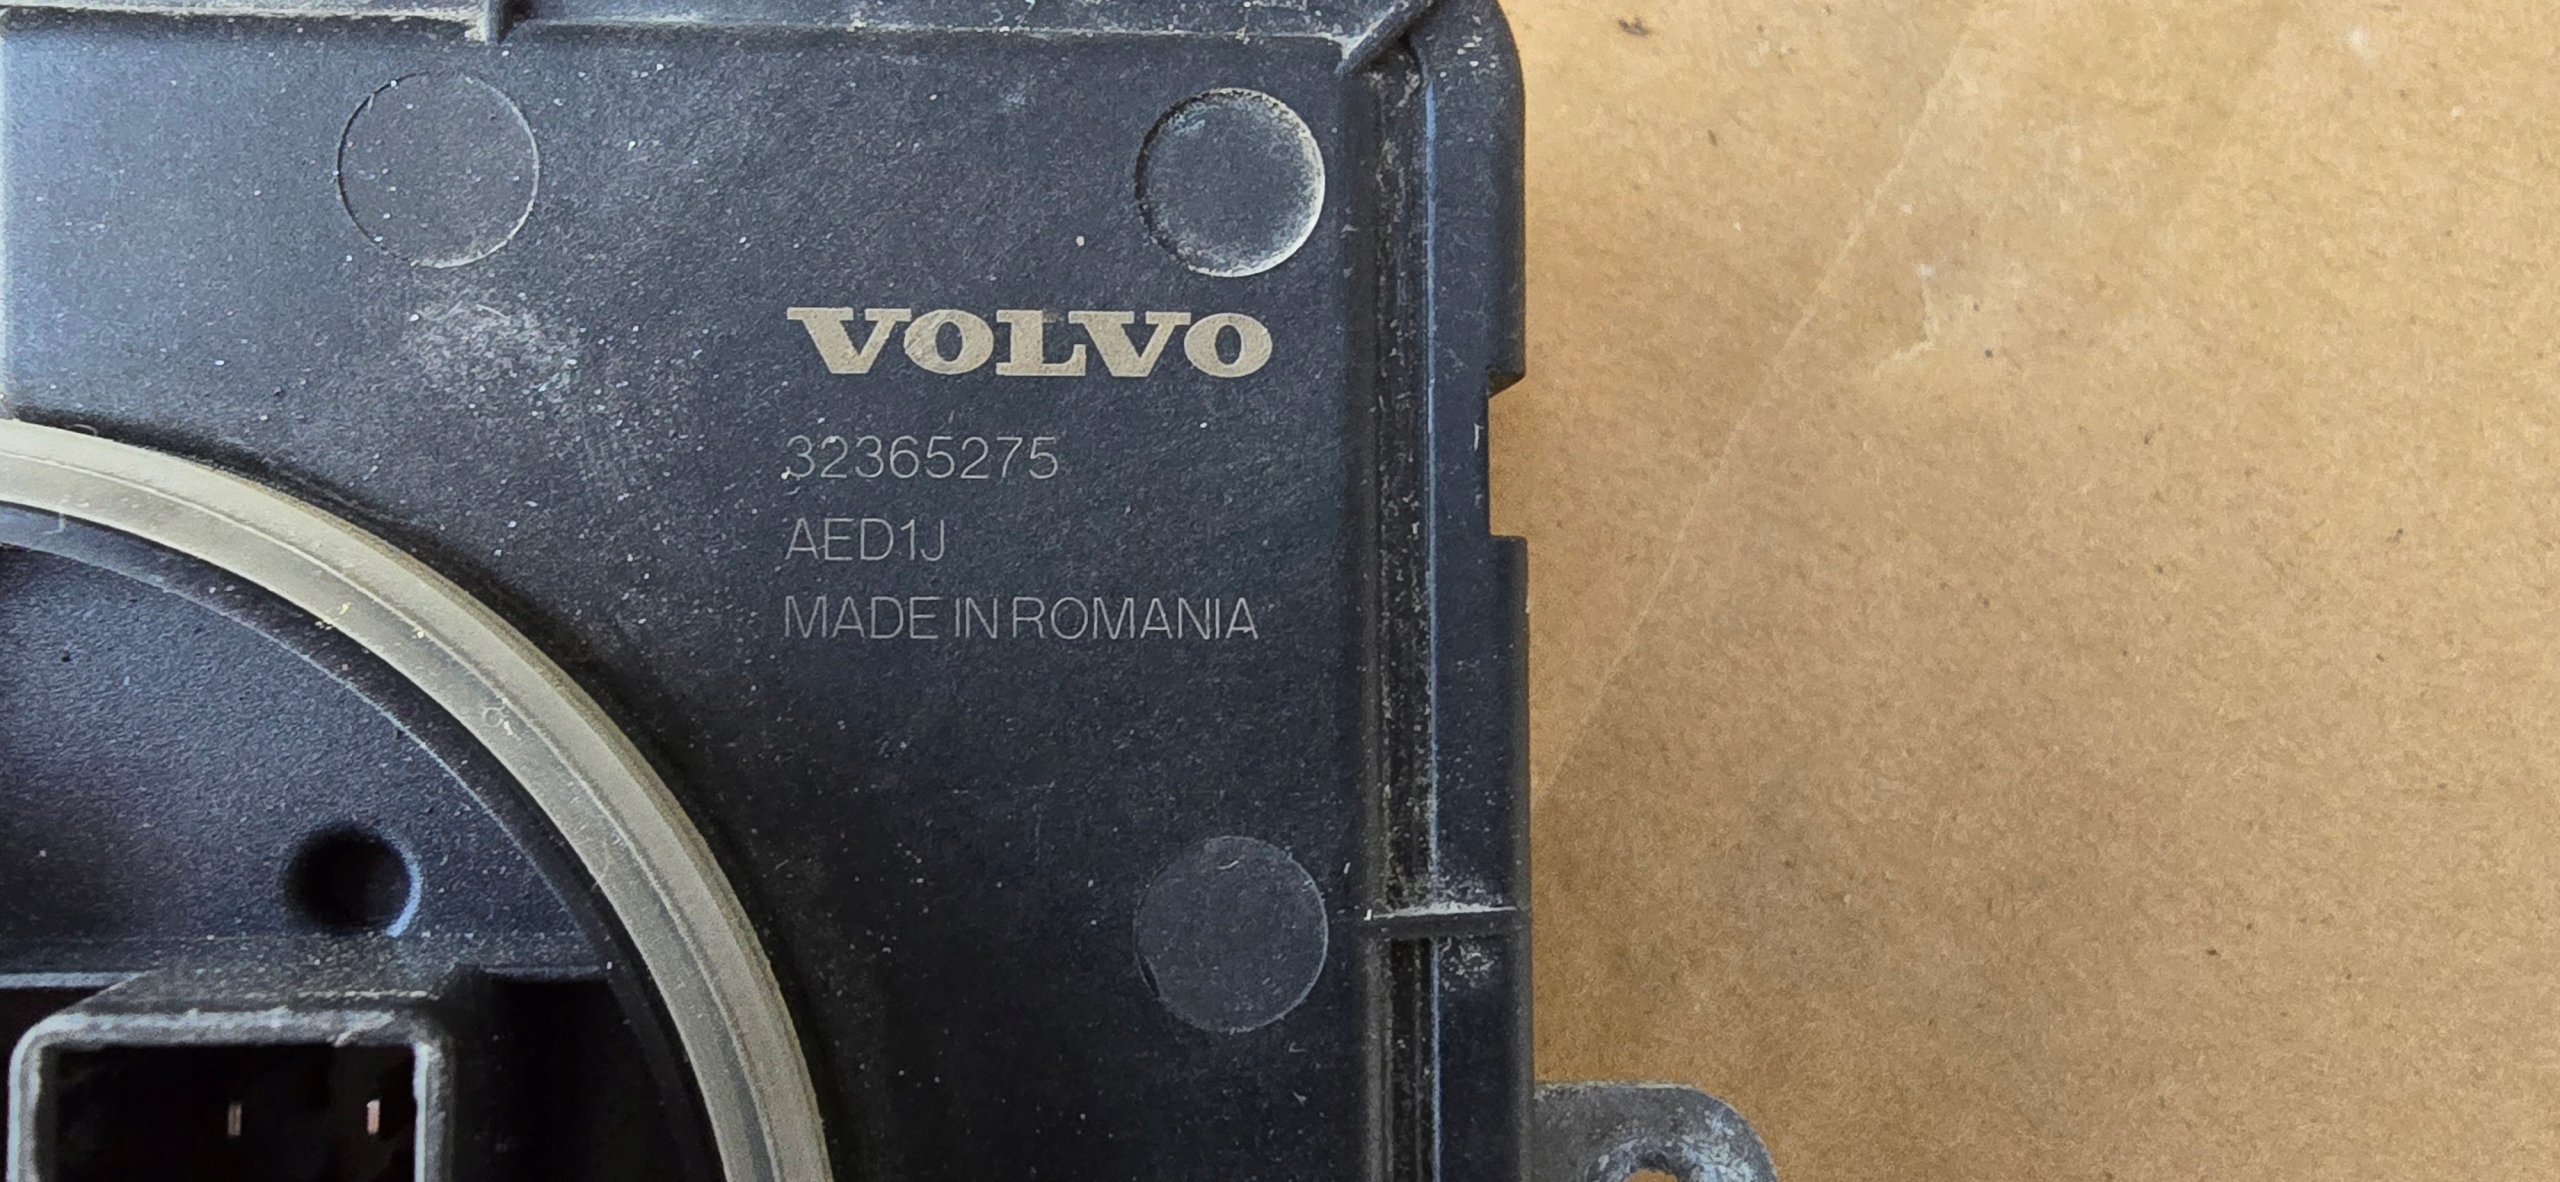 VOLVO
32365275
AED1J
MADE IN ROMANIA